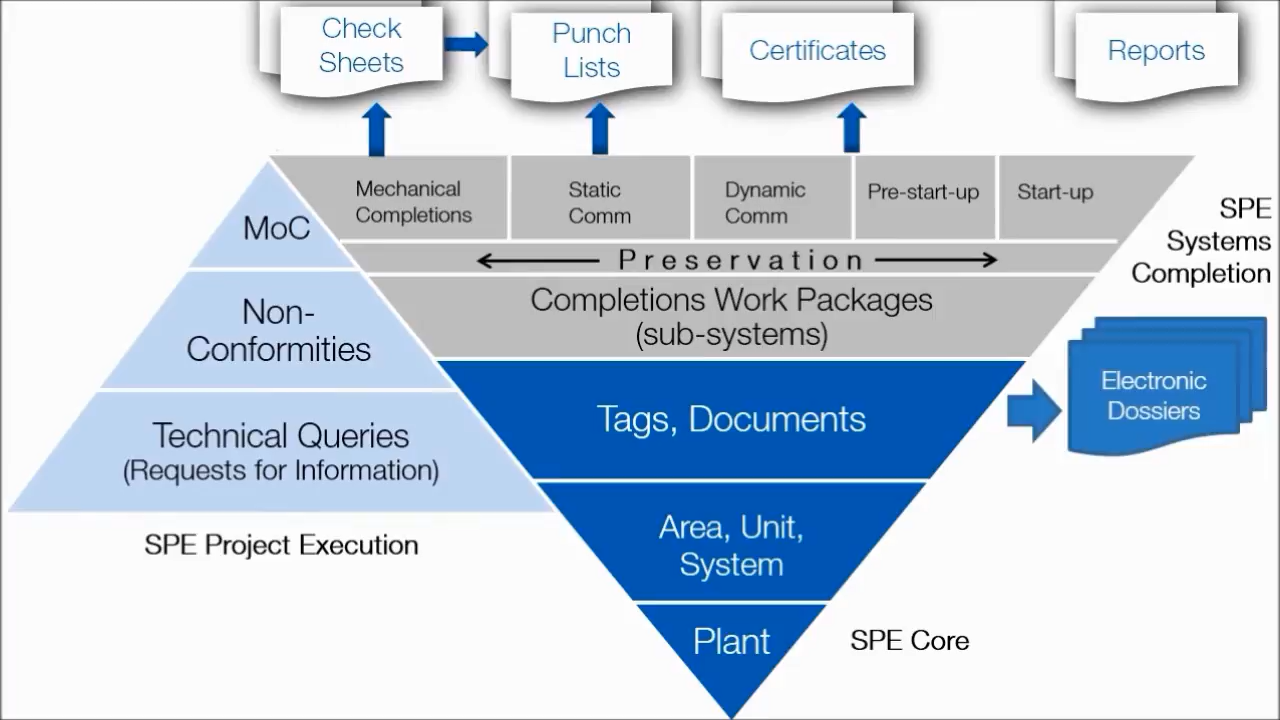 Check
Sheets
Punch
Lists
Certificates
Reports
Mechanical
Completions
Static
Comm
Dynamic
Comm
Pre-start-up
Start-up
Preservation
Completions Work Packages
(sub-systems)
SPE
Systems
Completion
MoC
Non-
Conformities
Technical Queries
(Requests for Information)
SPE Project Execution
Tags, Documents
Electronic
Dossiers
Area, Unit,
System
Plant
SPE Core